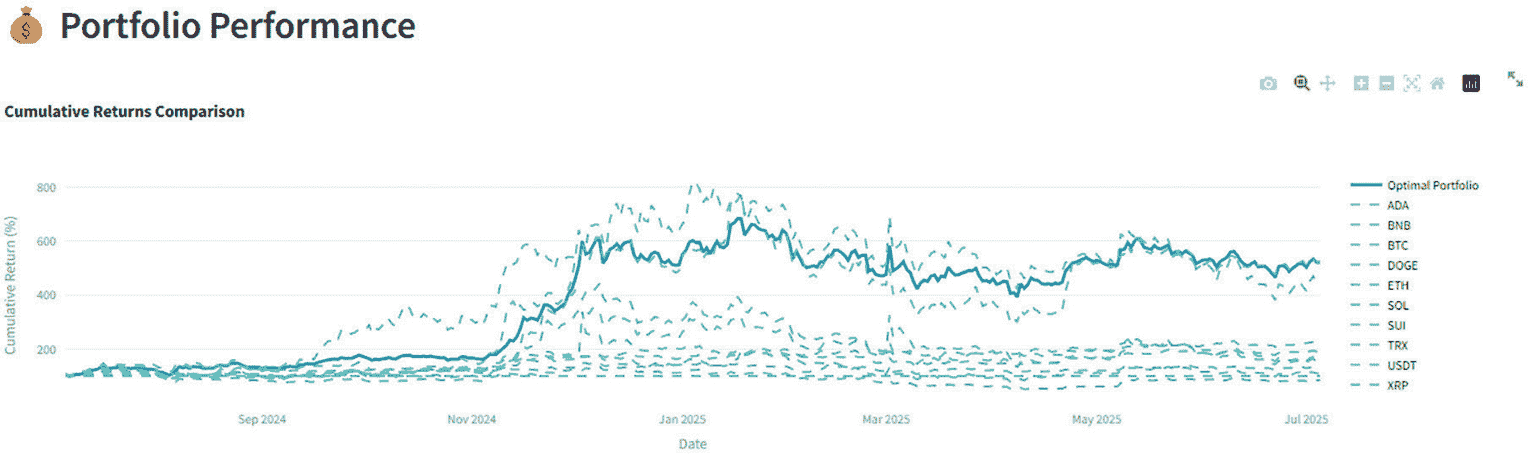 Portfolio Performance
Cumulative Returns Comparison
Cumulative Return (%)
800
600
400
200
Sep 2024
Nov 2024
Jan 2025
Mar 2025
May 2025
Jul 2025
Date
Optimal Portfolio
ADA
BNB
BTC
DOGE
ETH
SOL
SUI
TRX
USDT
XRP